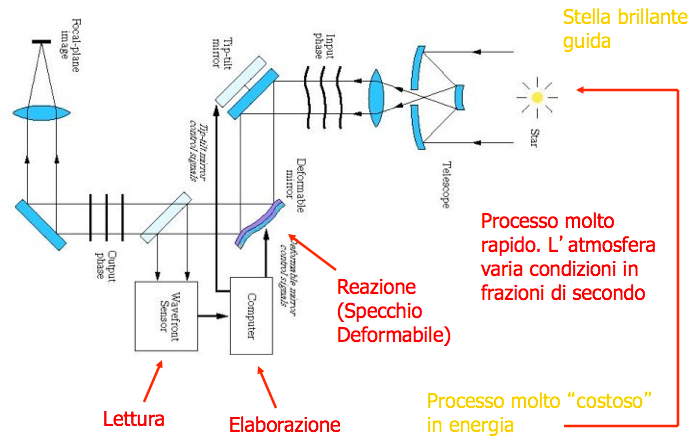 Stella brillante
guida
Star
Telescope
Input
phase
Tip-tilt
mirror
Focal-plane
image
Tip-tilt mirror
control signals
Deformable
mirror
Deformable mirror
control signals
Output
phase
Wavefront
Sensor
Computer
Processo molto
rapido. L’ atmosfera
varia condizioni in
frazioni di secondo
Reazione
(Specchio
Deformabile)
Lettura
Elaborazione
Processo molto “costoso”
in energia